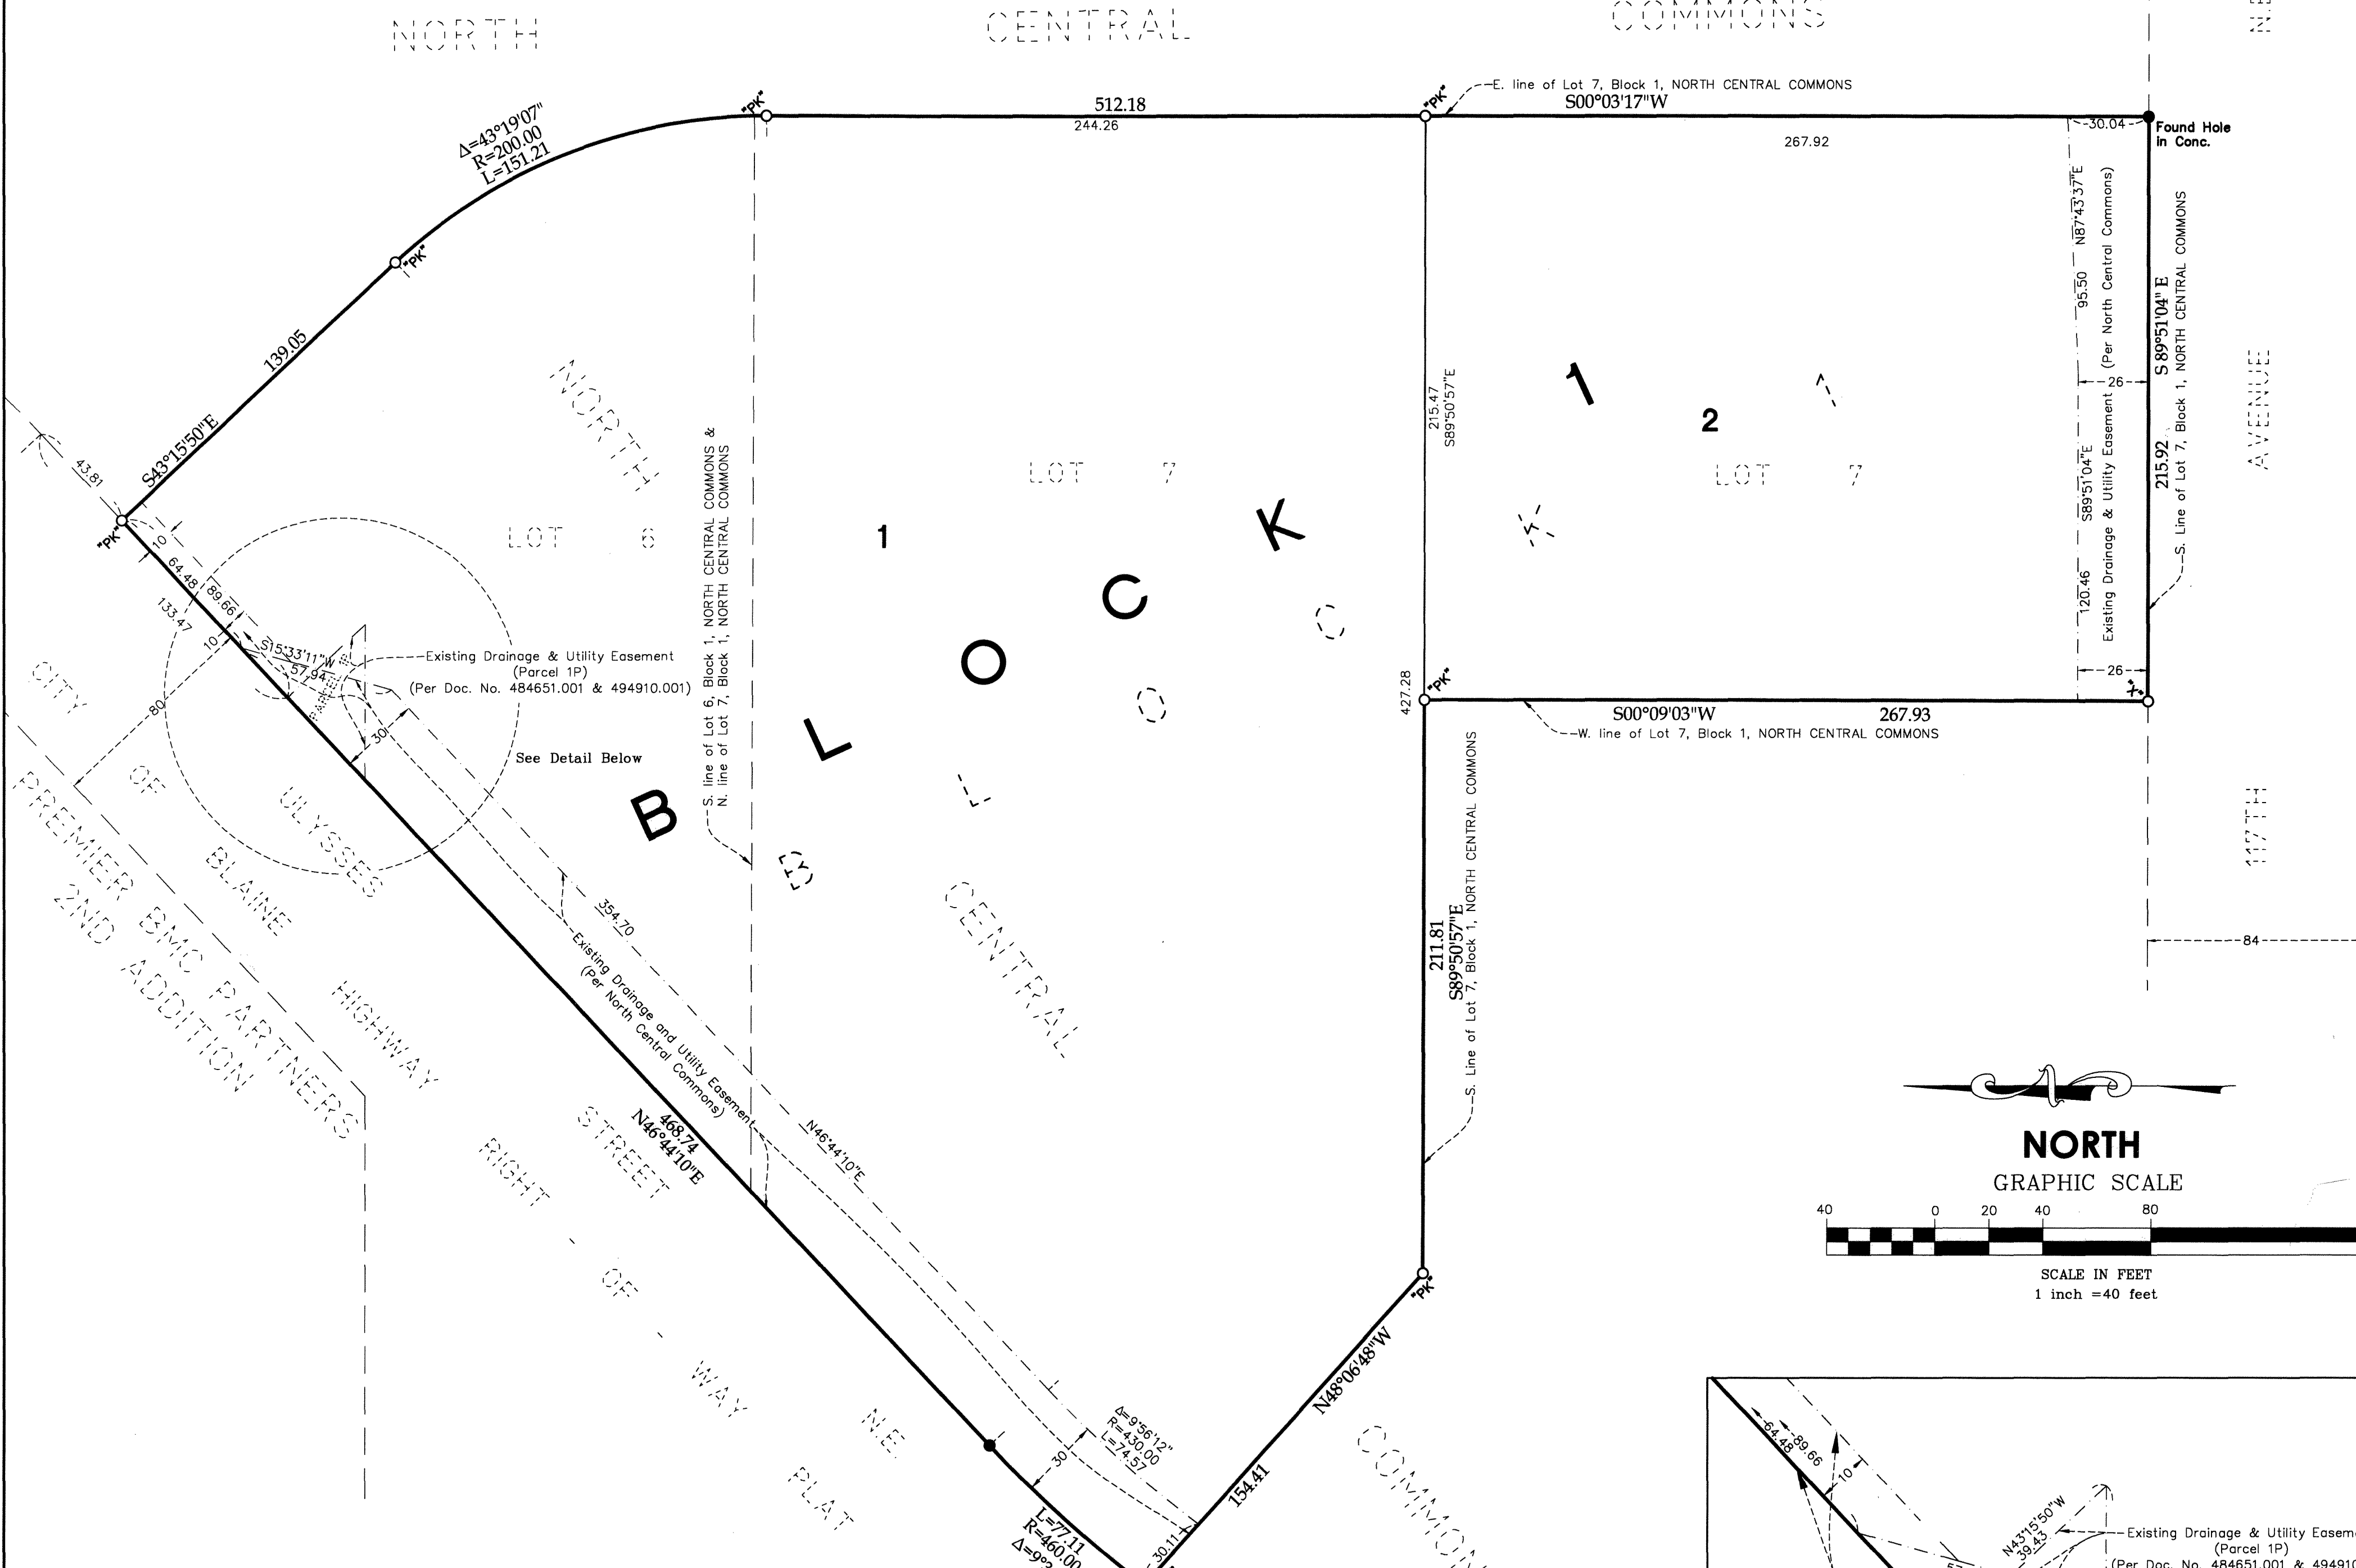 NORTH CENTRAL COMMONS
"PK"
512.18
244.26
"PK"
E. line of Lot 7, Block 1, NORTH CENTRAL COMMONS
S00°03'17"W
267.92
30.04
Found Hole
in Conc.
Δ=43°19'07"
R=200.00
L=151.21
"PK"
139.05
S43°15'50"E
43.81
"PK"
10
64.48
89.66
133.47
10
S15°33'11"W
57.94
80
30
Existing Drainage & Utility Easement
(Parcel 1P)
(Per Doc. No. 484651.001 & 494910.001)
See Detail Below
NORTH
LOT 6
S. line of Lot 6, Block 1, NORTH CENTRAL COMMONS &
N. line of Lot 7, Block 1, NORTH CENTRAL COMMONS
1
LOT 7
BLOCK 1
BLOCK 1
215.47
S89°50'57"E
2
LOT 7
N87°43'37"E
95.50
S89°51'04"E
120.46
Existing Drainage & Utility Easement (Per North Central Commons)
26
26
S 89°51'04" E
215.92
S. Line of Lot 7, Block 1, NORTH CENTRAL COMMONS
AVENUE
117TH
427.28
"PK"
S00°09'03"W
267.93
W. line of Lot 7, Block 1, NORTH CENTRAL COMMONS
"X"
84
211.81
S89°50'57"E
S. Line of Lot 7, Block 1, NORTH CENTRAL COMMONS
CENTRAL
354.70
N46°44'10"E
Existing Drainage and Utility Easement
(Per North Central Commons)
468.74
N46°44'10"E
CITY OF BLAINE HIGHWAY RIGHT - OF - WAY PLAT
PREMIER BMC PARTNERS
2ND ADDITION
ULYSSES STREET N.E.
"PK"
N48°06'48"W
154.41
Δ=9°56'12"
R=430.00
L=74.57
30
30.11
L=77.11
R=460.00
NORTH
GRAPHIC SCALE
40 0 20 40 80
SCALE IN FEET
1 inch =40 feet
64.48
89.66
10
N43°15'50"W
39.43
Existing Drainage & Utility
(Parcel 1P)
(Per Doc. No. 484651.001 &